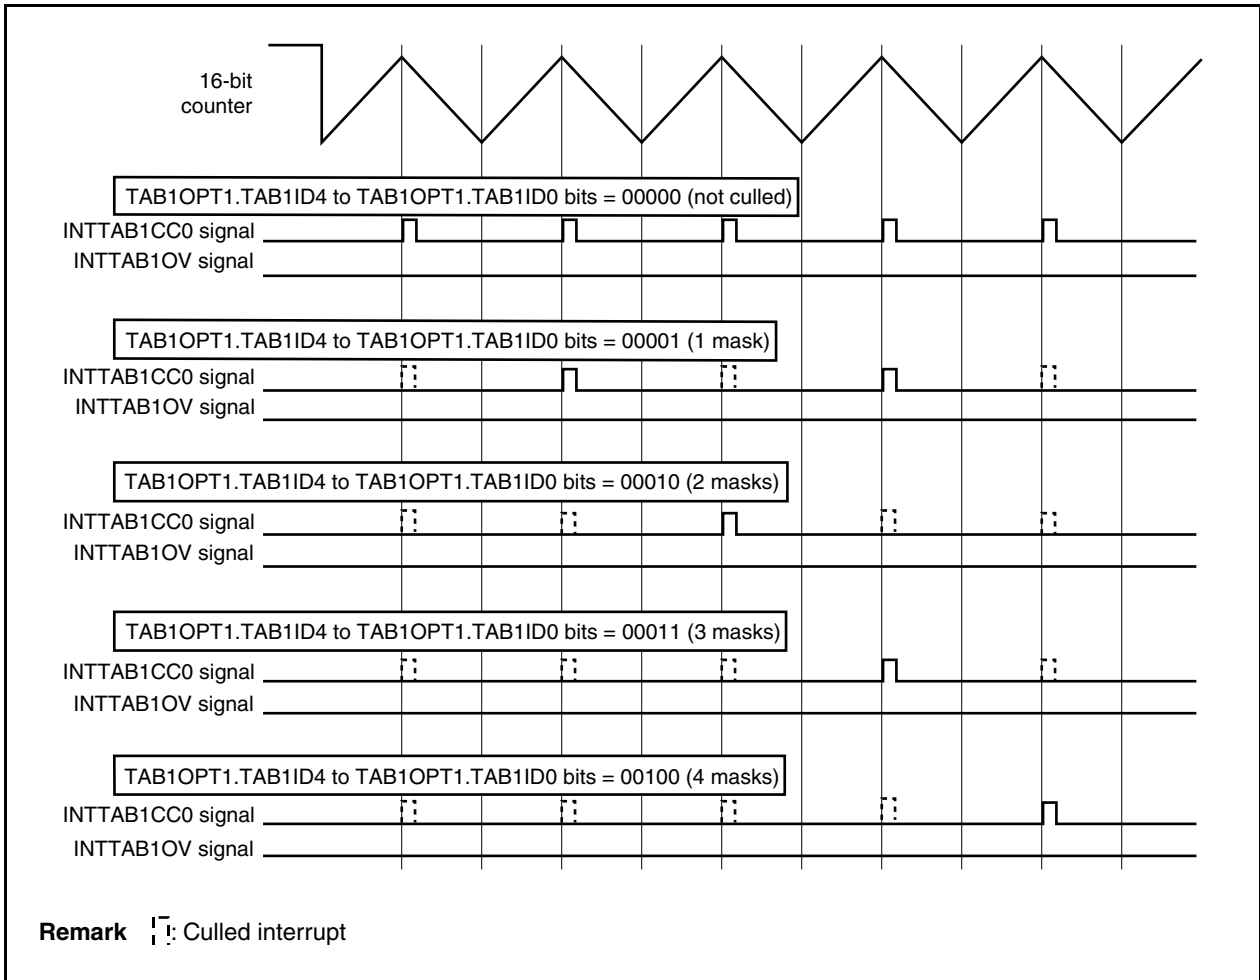 16-bit
counter
TAB1OPT1.TAB1ID4 to TAB1OPT1.TAB1ID0 bits = 00000 (not culled)
INTTAB1CC0 signal
INTTAB1OV signal
TAB1OPT1.TAB1ID4 to TAB1OPT1.TAB1ID0 bits = 00001 (1 mask)
INTTAB1CC0 signal
INTTAB1OV signal
TAB1OPT1.TAB1ID4 to TAB1OPT1.TAB1ID0 bits = 00010 (2 masks)
INTTAB1CC0 signal
INTTAB1OV signal
TAB1OPT1.TAB1ID4 to TAB1OPT1.TAB1ID0 bits = 00011 (3 masks)
INTTAB1CC0 signal
INTTAB1OV signal
TAB1OPT1.TAB1ID4 to TAB1OPT1.TAB1ID0 bits = 00100 (4 masks)
INTTAB1CC0 signal
INTTAB1OV signal
Remark : Culled interrupt